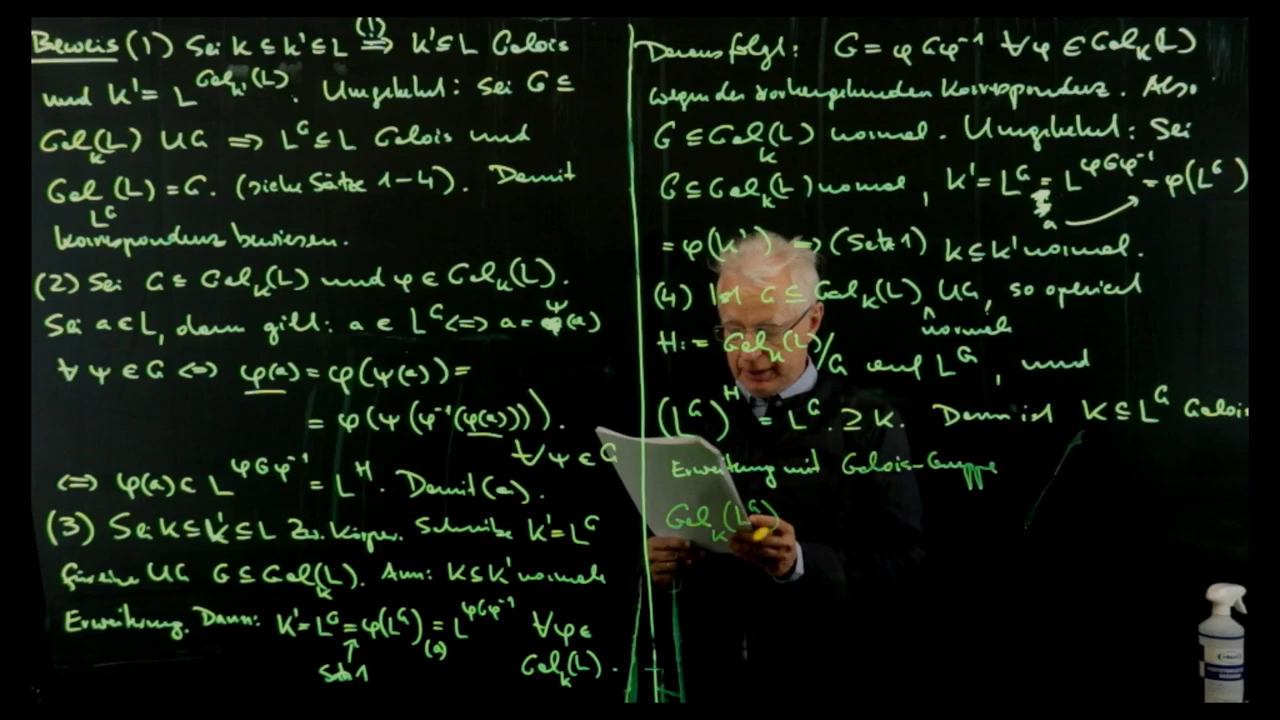 Beweis (1) Sei K ⊆ K' ⊆ L (!)⟹ K' ⊆ L Galois
und K' = L^{Gal_{K'}(L)}. Umgekehrt: Sei G ⊆
Gal_K(L) UG ⟹ L^G ⊆ L Galois und
Gal_{L^G}(L) = G. (siehe Sätze 1-4). Damit
Korrespondenz bewiesen.
(2) Sei G ⊆ Gal_K(L) und φ ∈ Gal_K(L).
Sei a ∈ L, dann gilt: a ∈ L^G ⟺ a = ψ(a)
∀ ψ ∈ G ⟺ φ(a) = φ(ψ(a)) =
= φ(ψ(φ^{-1}(φ(a)))).
∀ ψ ∈ G
⟺ φ(a) ∈ L^{φGφ^{-1}} = L^H. Damit (a).
(3) Sei K ⊆ K' ⊆ L Zw. Körper. Schreibe K' = L^G
für eine UG G ⊆ Gal_K(L). Ann: K ⊆ K' normale
Erweiterung. Dann: K' = L^G = φ(L^G) =_{(a)} L^{φGφ^{-1}} ∀φ ∈
↑ Satz 1 Gal_K(L).
Daraus folgt: G = φGφ^{-1} ∀φ ∈ Gal_K(L)
wegen der vorhergehenden Korrespondenz. Also
G ⊆ Gal_K(L) normal. Umgekehrt: Sei
G ⊆ Gal_K(L) normal, K' = L^G = L^{φGφ^{-1}} = φ(L^G)
a
= φ(K') ⟹ (Satz 1) K ⊆ K' normal.
(4) Ist G ⊆ Gal_K(L) UG, so operiert
normale
H := Gal_K(L)/G auf L^G, und
(L^G)^H = L^G. ⊇ K. Dann ist K ⊆ L^G Galois
Erweiterung mit Galois-Gruppe
Gal_K(L^G)